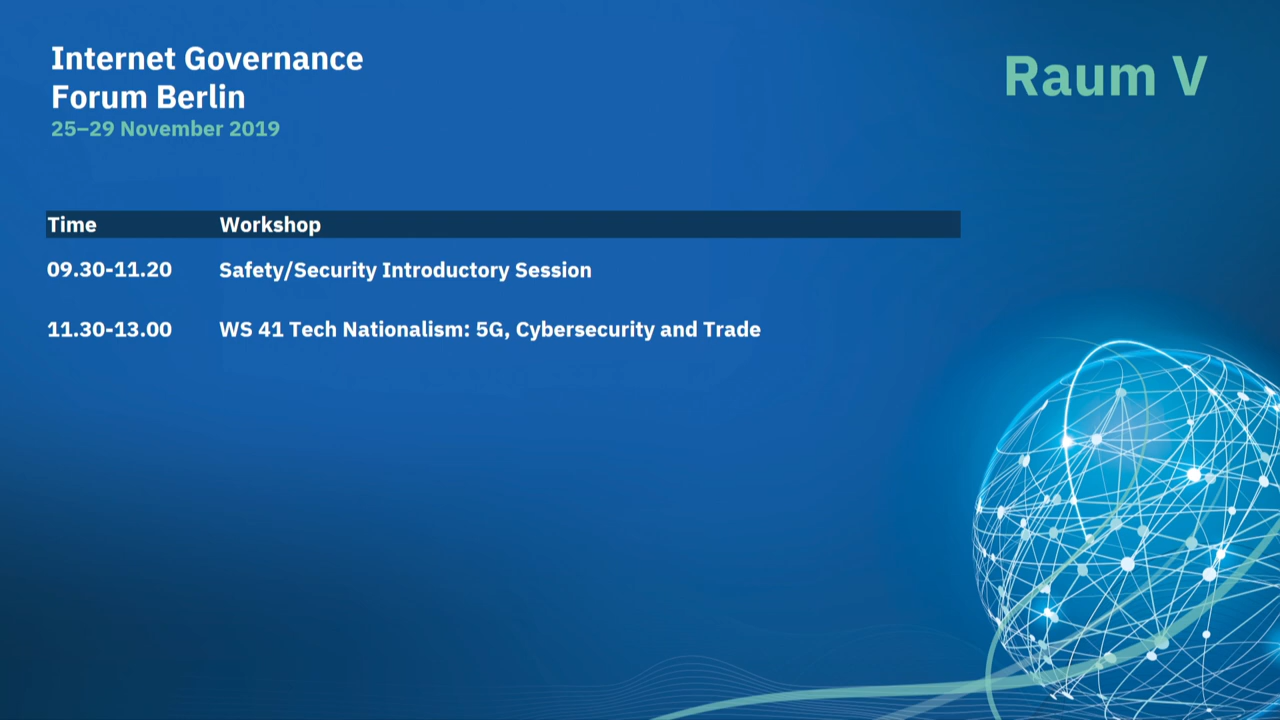 Internet Governance
Forum Berlin
25–29 November 2019
Raum V
Time Workshop
09.30-11.20 Safety/Security Introductory Session
11.30-13.00 WS 41 Tech Nationalism: 5G, Cybersecurity and Trade